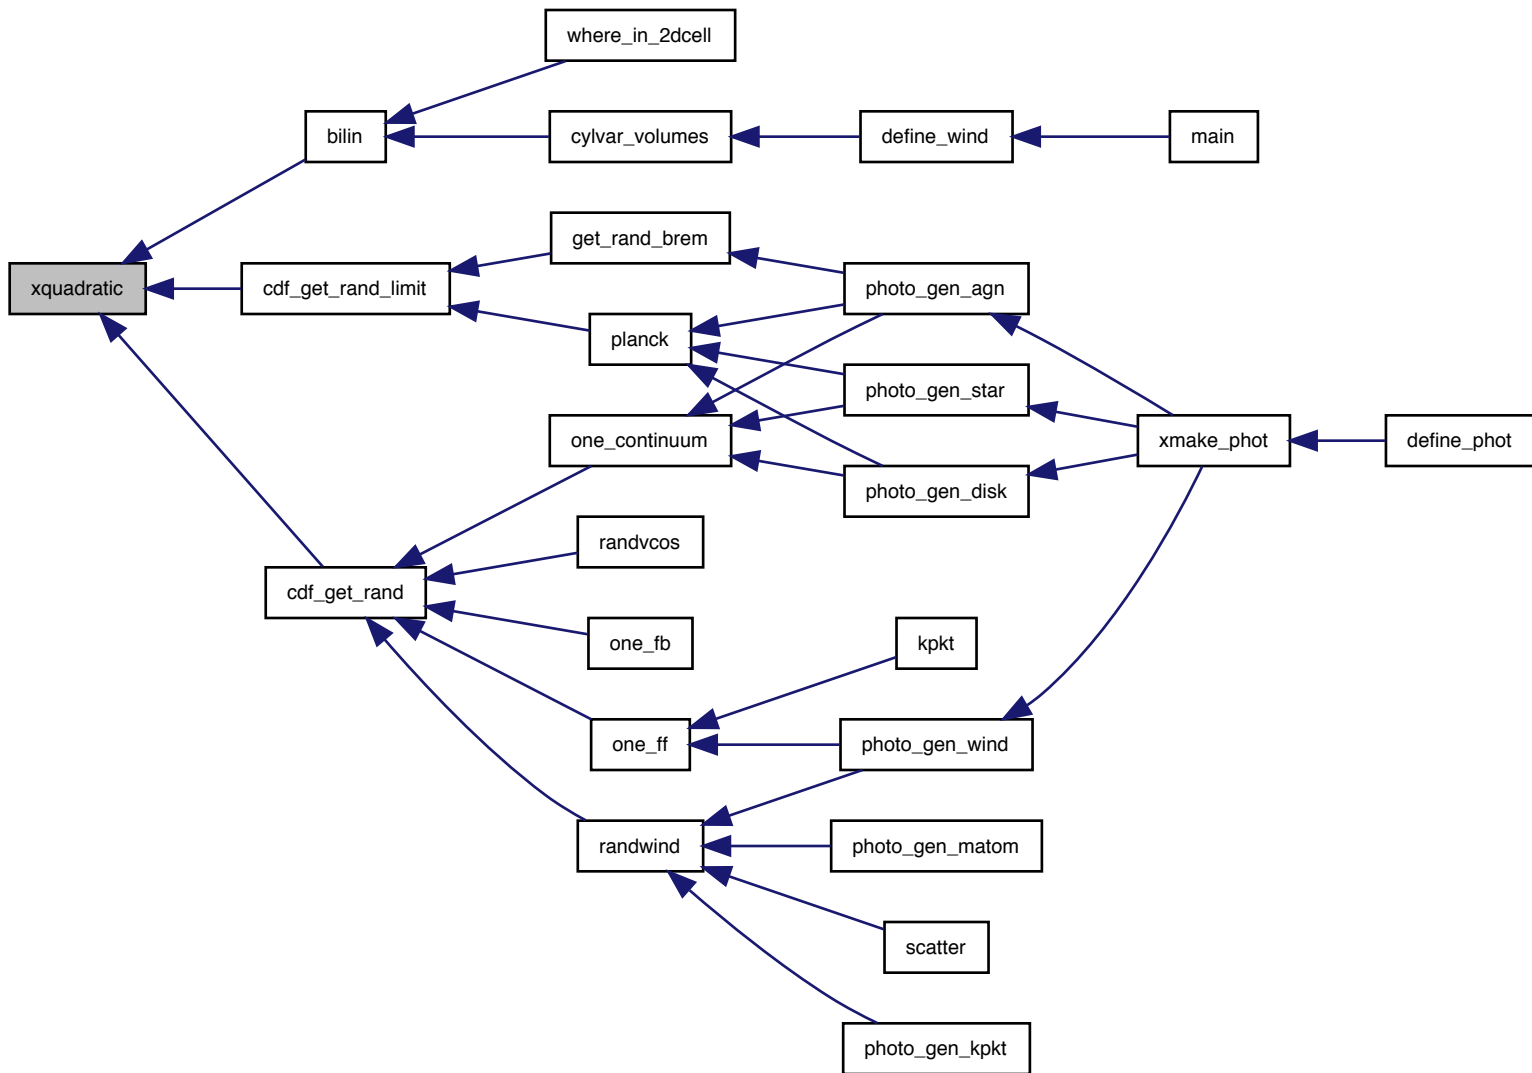 where_in_2dcell
bilin
cylvar_volumes
define_wind
main
get_rand_brem
xquadratic
cdf_get_rand_limit
photo_gen_agn
planck
photo_gen_star
one_continuum
xmake_phot
define_phot
photo_gen_disk
randvcos
cdf_get_rand
one_fb
kpkt
one_ff
photo_gen_wind
randwind
photo_gen_matom
scatter
photo_gen_kpkt